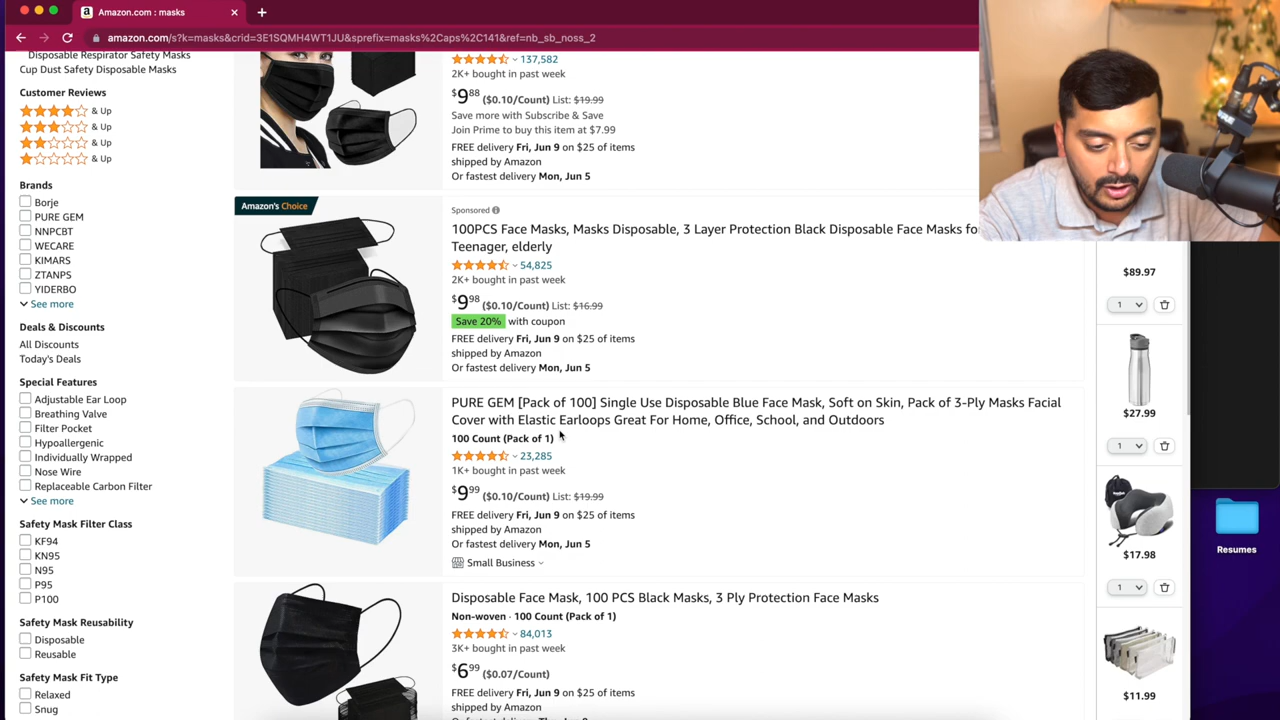 Amazon.com : masks
amazon.com/s?k=masks&crid=3E1SQMH4WT1JU&sprefix=masks%2Caps%2C141&ref=nb_sb_noss_2
Disposable Respirator Safety Masks
Cup Dust Safety Disposable Masks
Customer Reviews
& Up
& Up
& Up
& Up
Brands
Borje
PURE GEM
NNPCBT
WECARE
KIMARS
ZTANPS
YIDERBO
See more
Deals & Discounts
All Discounts
Today's Deals
Special Features
Adjustable Ear Loop
Breathing Valve
Filter Pocket
Hypoallergenic
Individually Wrapped
Nose Wire
Replaceable Carbon Filter
See more
Safety Mask Filter Class
KF94
KN95
N95
P95
P100
Safety Mask Reusability
Disposable
Reusable
Safety Mask Fit Type
Relaxed
Snug
137,582
2K+ bought in past week
$9.88 ($0.10/Count) List: $19.99
Save more with Subscribe & Save
Join Prime to buy this item at $7.99
FREE delivery Fri, Jun 9 on $25 of items
shipped by Amazon
Or fastest delivery Mon, Jun 5
Amazon's Choice
Sponsored
100PCS Face Masks, Masks Disposable, 3 Layer Protection Black Disposable Face Masks for
Teenager, elderly
54,825
2K+ bought in past week
$9.98 ($0.10/Count) List: $16.99
Save 20% with coupon
FREE delivery Fri, Jun 9 on $25 of items
shipped by Amazon
Or fastest delivery Mon, Jun 5
PURE GEM [Pack of 100] Single Use Disposable Blue Face Mask, Soft on Skin, Pack of 3-Ply Masks Facial
Cover with Elastic Earloops Great For Home, Office, School, and Outdoors
100 Count (Pack of 1)
23,285
1K+ bought in past week
$9.99 ($0.10/Count) List: $19.99
FREE delivery Fri, Jun 9 on $25 of items
shipped by Amazon
Or fastest delivery Mon, Jun 5
Small Business
Disposable Face Mask, 100 PCS Black Masks, 3 Ply Protection Face Masks
Non-woven · 100 Count (Pack of 1)
84,013
3K+ bought in past week
$6.99 ($0.07/Count)
FREE delivery Fri, Jun 9 on $25 of items
shipped by Amazon
$89.97
1
$27.99
1
$17.98
1
$11.99
Resumes